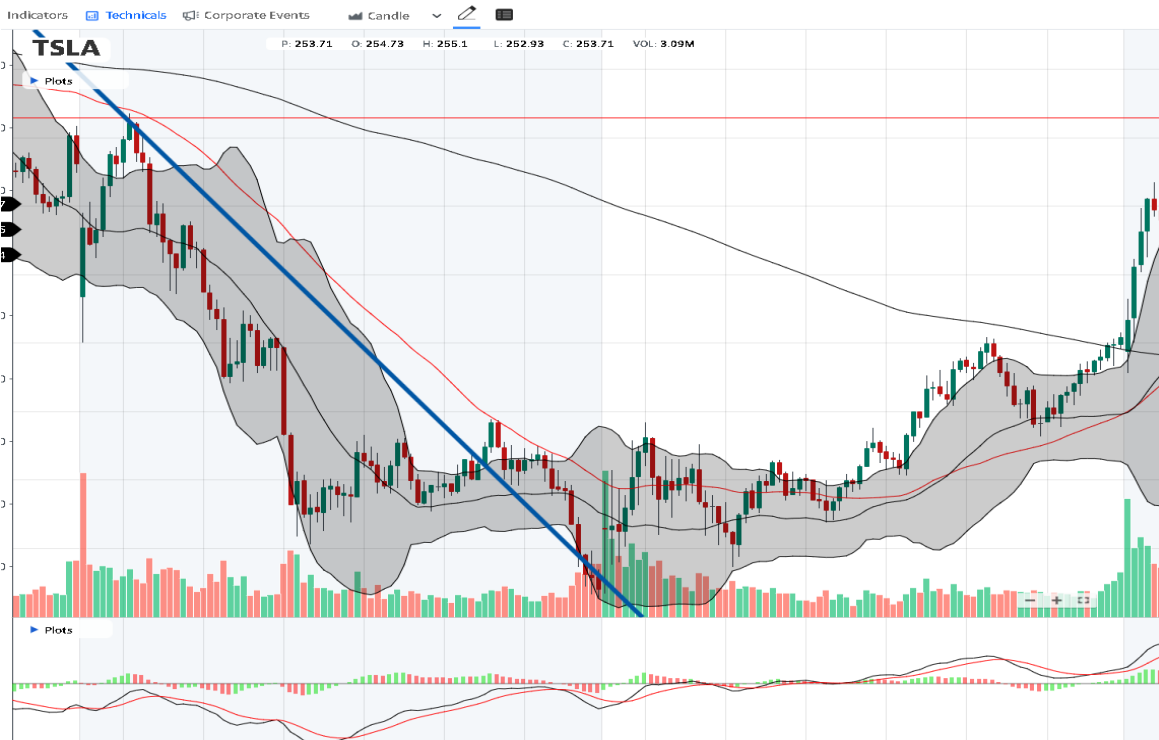 Indicators Technicals Corporate Events Candle
TSLA P: 253.71 O: 254.73 H: 255.1 L: 252.93 C: 253.71 VOL: 3.09M
Plots
Plots